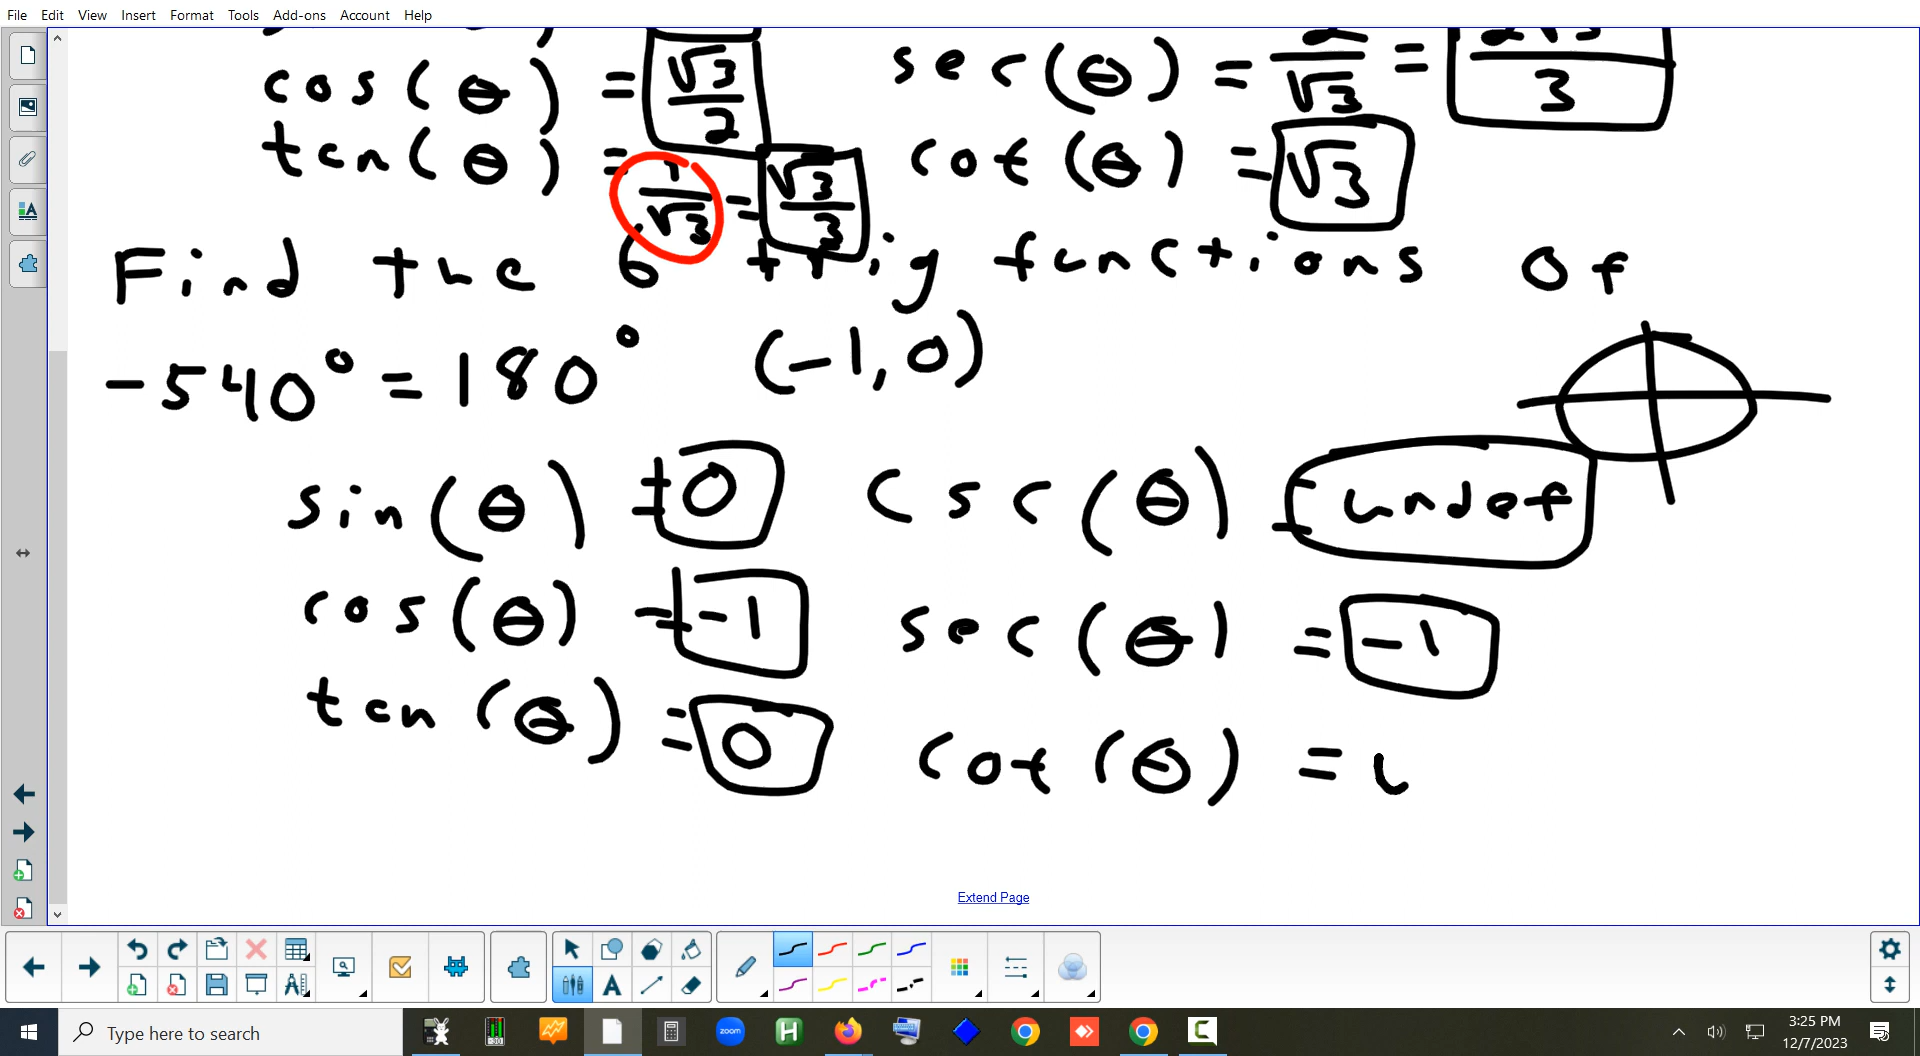 File Edit View Insert Format Tools Add-ons Account Help
cos(θ) = √3/2 sec(θ) = 2/√3 = 2√3/3
tan(θ) = 1/√3 = √3/3 cot(θ) = √3
Find the 6 trig functions of
-540° = 180° (-1,0)
sin(θ) = 0 csc(θ) = undef
cos(θ) = -1 sec(θ) = -1
tan(θ) = 0 cot(θ) = u
Extend Page
Type here to search
zoom
3:25 PM
12/7/2023